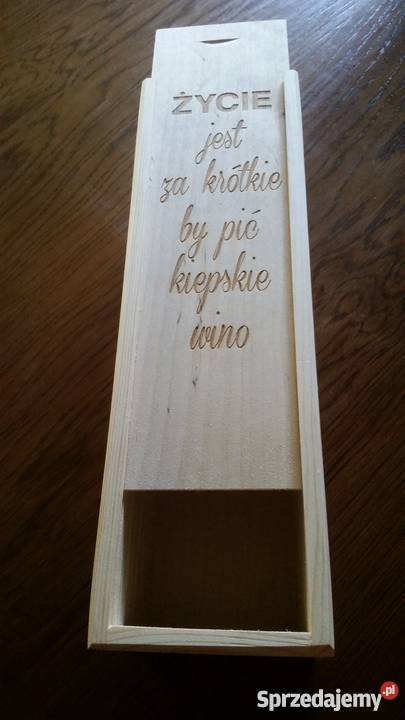 ŻYCIE
jest
za krótkie
by pić
kiepskie
wino
Sprzedajemy.pl